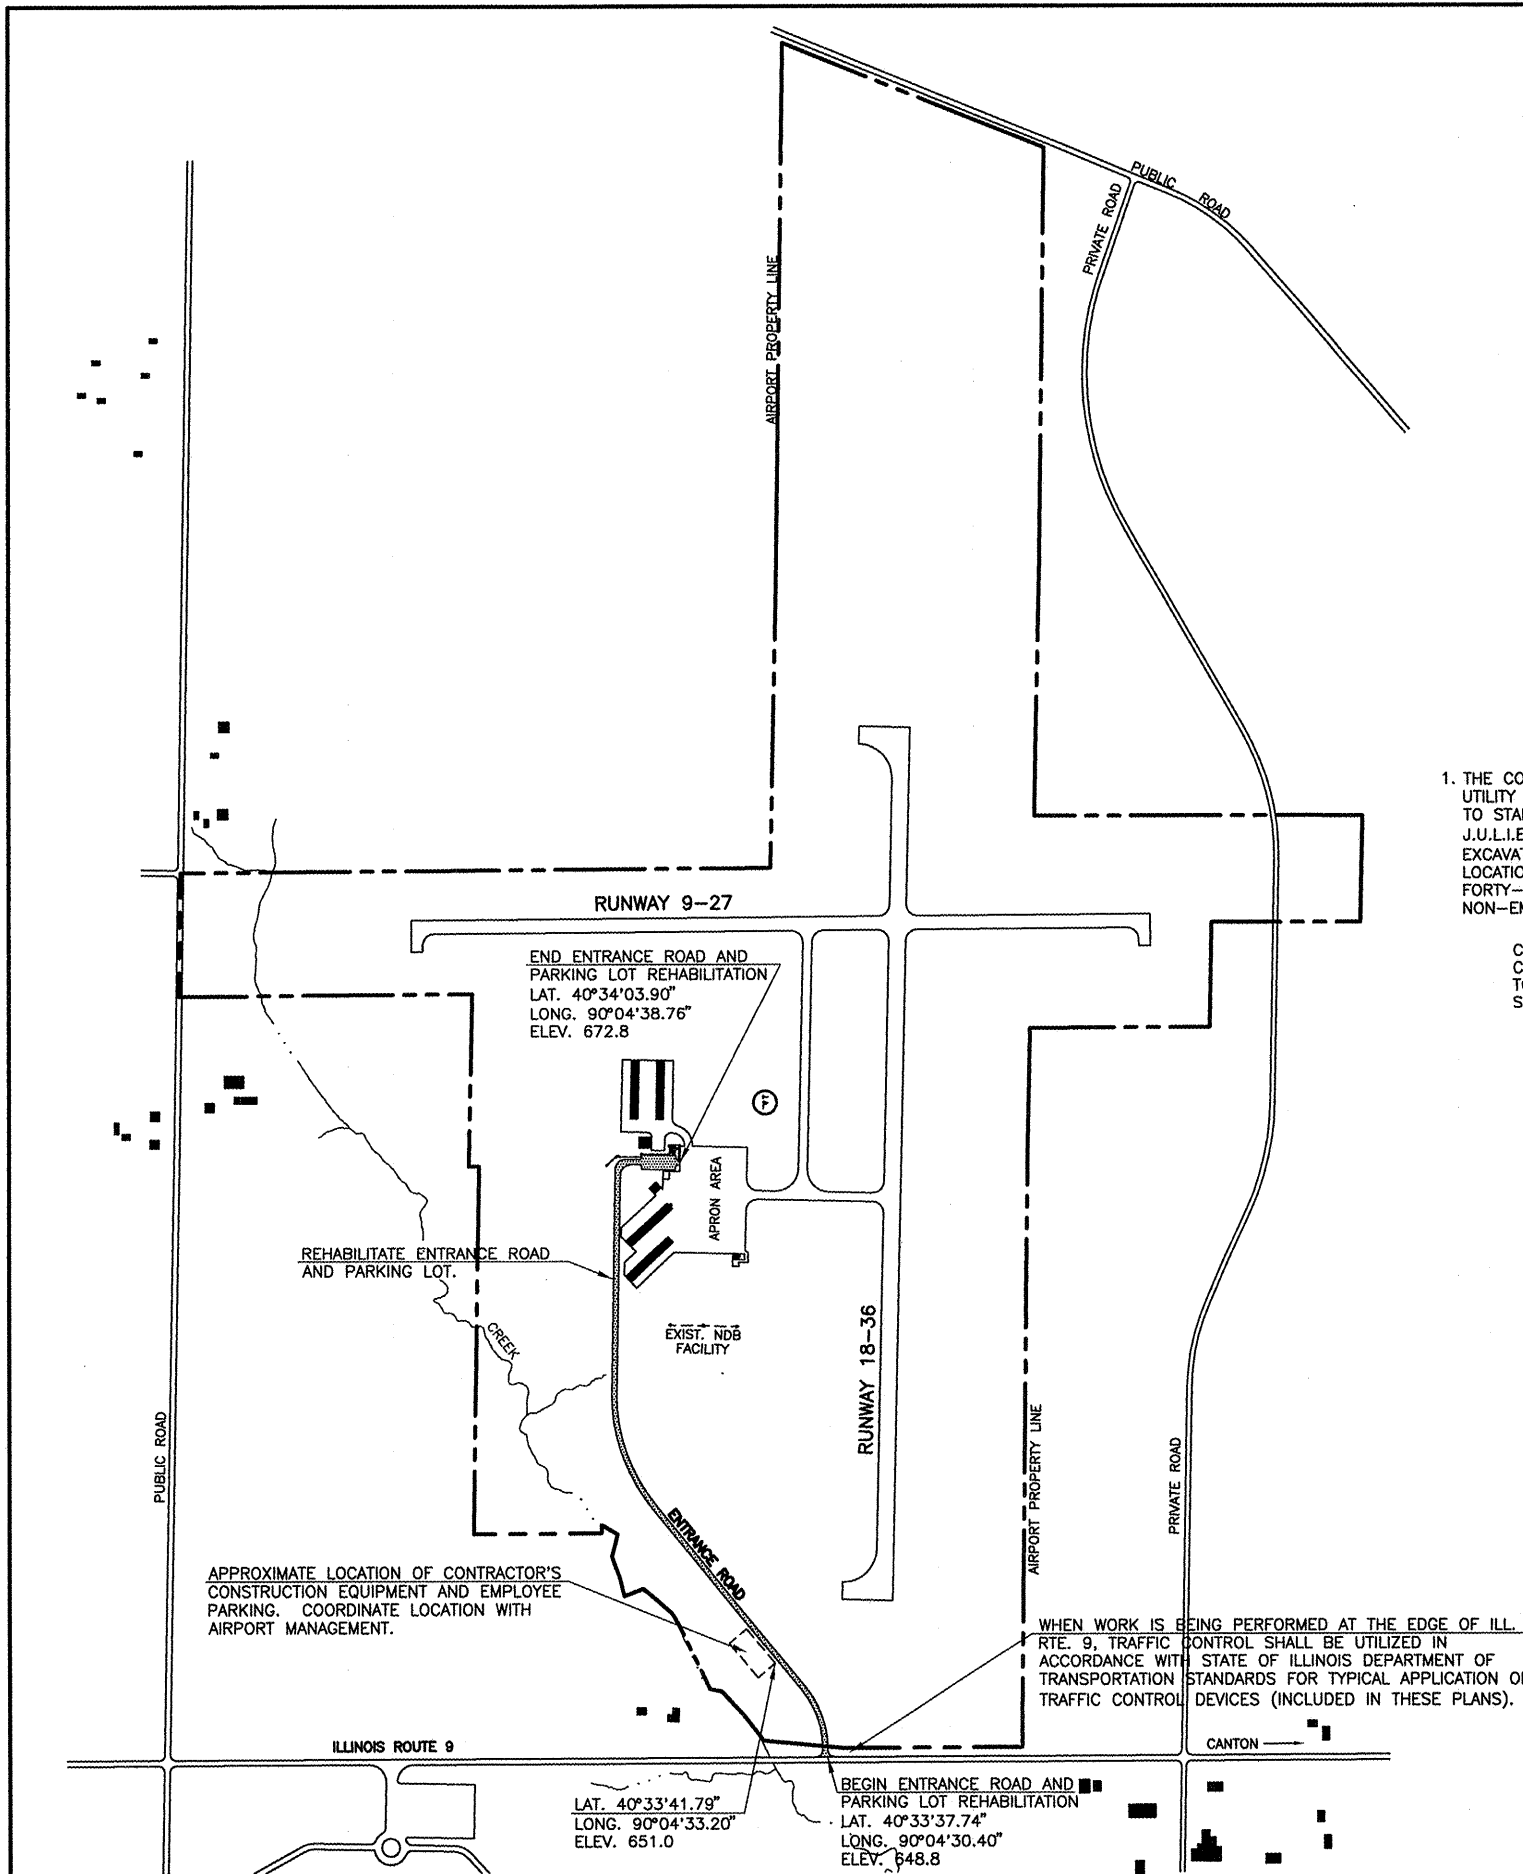 PUBLIC ROAD
PRIVATE ROAD
AIRPORT PROPERTY LINE
1. THE CO
UTILITY
TO STA
J.U.L.I.E
EXCAVAT
LOCATIO
FORTY-
NON-EM
C
C
TO
S
RUNWAY 9-27
END ENTRANCE ROAD AND
PARKING LOT REHABILITATION
LAT. 40°34'03.90"
LONG. 90°04'38.76"
ELEV. 672.8
APRON AREA
REHABILITATE ENTRANCE ROAD
AND PARKING LOT.
CREEK
EXIST. NDB
FACILITY
RUNWAY 18-36
PUBLIC ROAD
AIRPORT PROPERTY LINE
PRIVATE ROAD
ENTRANCE ROAD
APPROXIMATE LOCATION OF CONTRACTOR'S
CONSTRUCTION EQUIPMENT AND EMPLOYEE
PARKING. COORDINATE LOCATION WITH
AIRPORT MANAGEMENT.
WHEN WORK IS BEING PERFORMED AT THE EDGE OF ILL.
RTE. 9, TRAFFIC CONTROL SHALL BE UTILIZED IN
ACCORDANCE WITH STATE OF ILLINOIS DEPARTMENT OF
TRANSPORTATION STANDARDS FOR TYPICAL APPLICATION O
TRAFFIC CONTROL DEVICES (INCLUDED IN THESE PLANS).
ILLINOIS ROUTE 9
CANTON
LAT. 40°33'41.79"
LONG. 90°04'33.20"
ELEV. 651.0
BEGIN ENTRANCE ROAD AND
PARKING LOT REHABILITATION
LAT. 40°33'37.74"
LONG. 90°04'30.40"
ELEV. 648.8